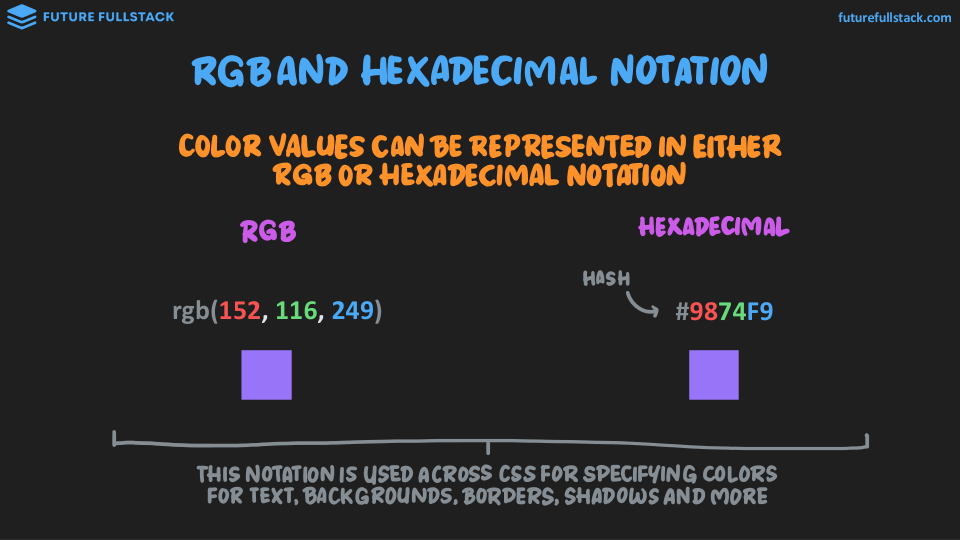 FUTURE FULLSTACK
futurefullstack.com
RGB AND HEXADECIMAL NOTATION
COLOR VALUES CAN BE REPRESENTED IN EITHER
RGB OR HEXADECIMAL NOTATION
RGB
HEXADECIMAL
HASH
rgb(152, 116, 249)
#9874F9
THIS NOTATION IS USED ACROSS CSS FOR SPECIFYING COLORS
FOR TEXT, BACKGROUNDS, BORDERS, SHADOWS AND MORE